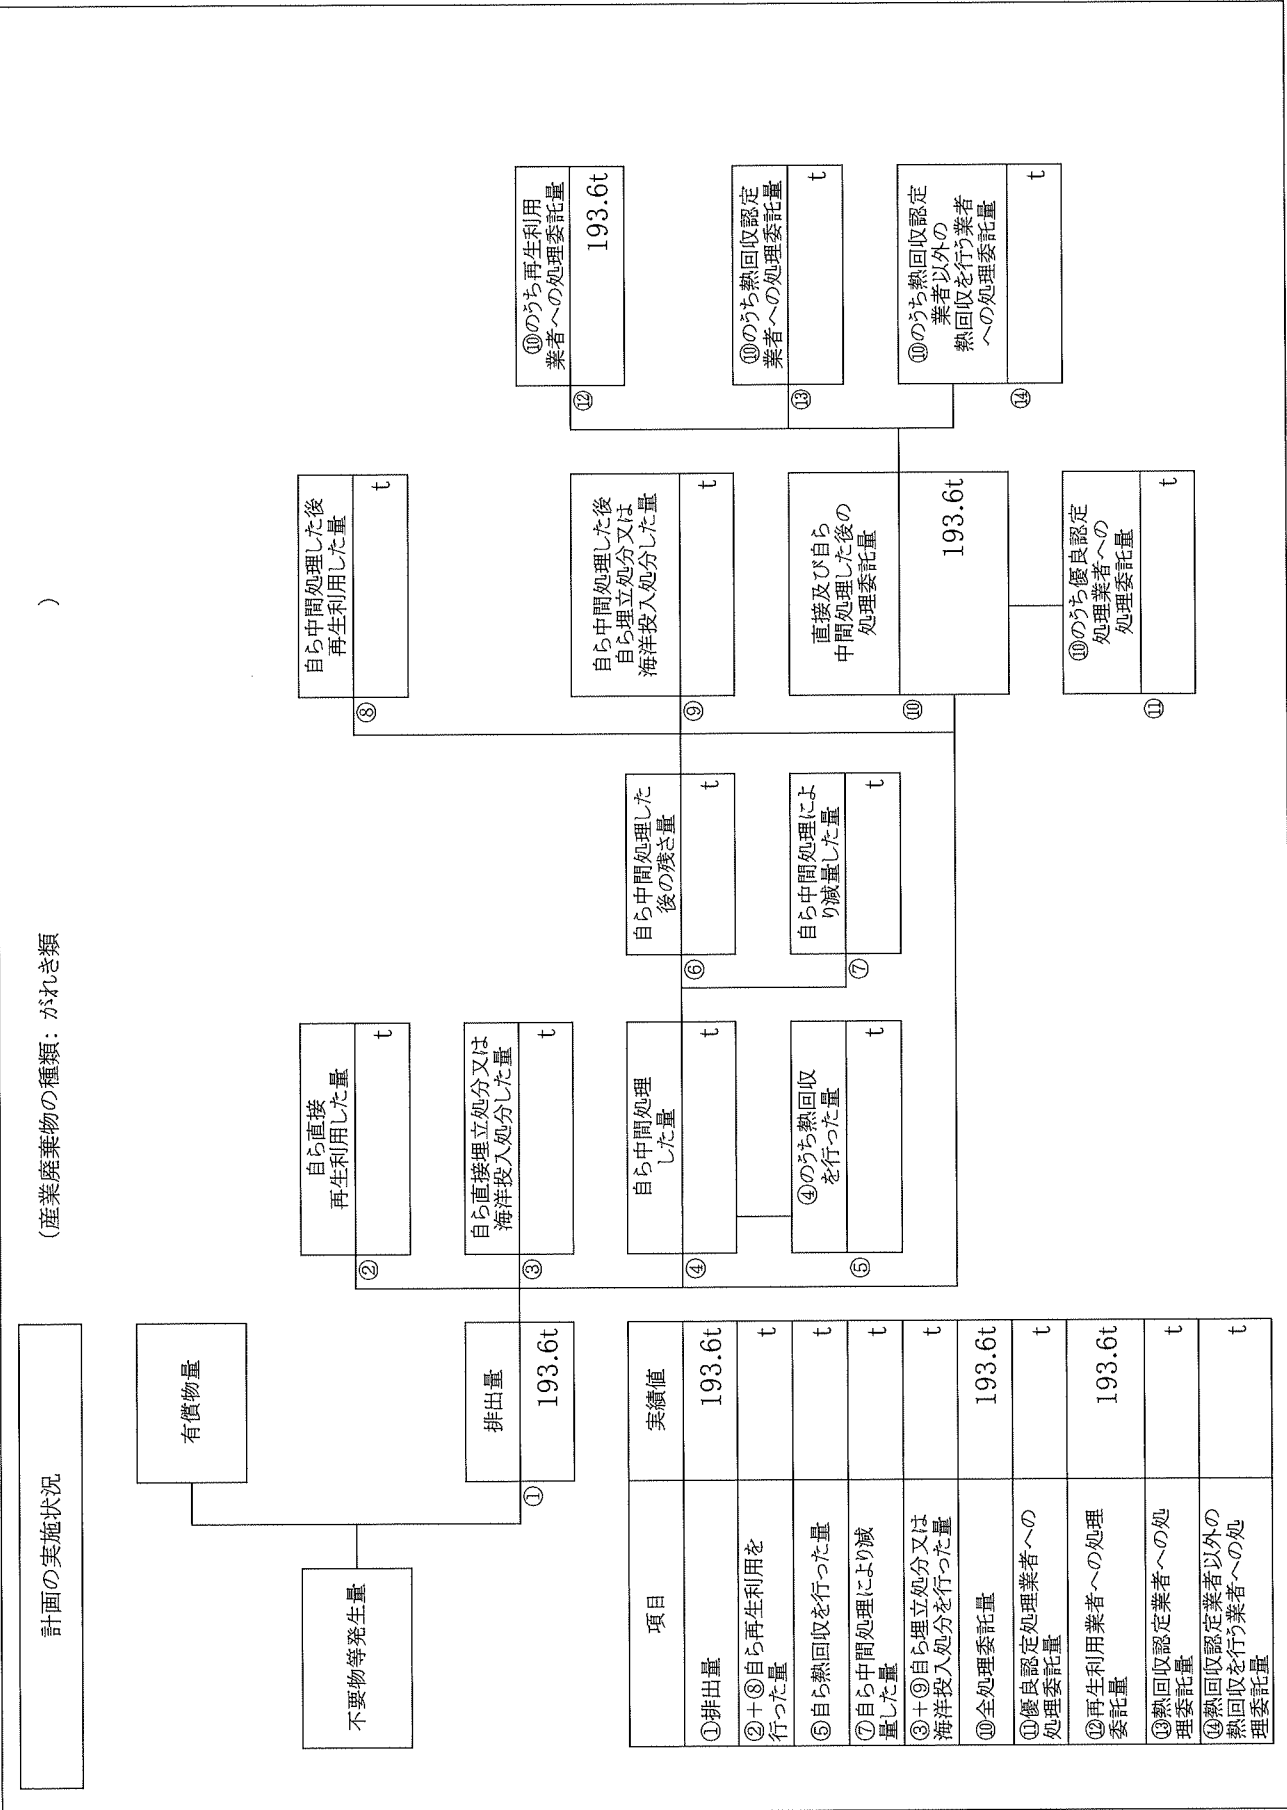 計画の実施状況
(産業廃棄物の種類: がれき類 )
不要物等発生量
有償物量
排出量
①
193.6t
自ら直接
再生利用した量
②
t
自ら直接埋立処分又は
海洋投入処分した量
③
t
自ら中間処理
した量
④
t
④のうち熱回収
を行った量
⑤
t
自ら中間処理した
後の残さ量
⑥
t
自ら中間処理によ
り減量した量
⑦
t
自ら中間処理した後
再生利用した量
⑧
t
自ら中間処理した後
自ら埋立処分又は
海洋投入処分した量
⑨
t
直接及び自ら
中間処理した後の
処理委託量
⑩
193.6t
⑩のうち優良認定
処理業者への
処理委託量
⑪
t
⑩のうち再生利用
業者への処理委託量
⑫
193.6t
⑩のうち熱回収認定
業者への処理委託量
⑬
t
⑩のうち熱回収認定
業者以外の
熱回収を行う業者
への処理委託量
⑭
t
項目 実績値
①排出量 193.6t
②+⑧自ら再生利用を
行った量 t
⑤自ら熱回収を行った量 t
⑦自ら中間処理により減
量した量 t
③+⑨自ら埋立処分又は
海洋投入処分を行った量 t
⑩全処理委託量 193.6t
⑪優良認定処理業者への
処理委託量 t
⑫再生利用業者への処理
委託量 193.6t
⑬熱回収認定業者への処
理委託量 t
⑭熱回収認定業者以外の
熱回収を行う業者への処
理委託量 t